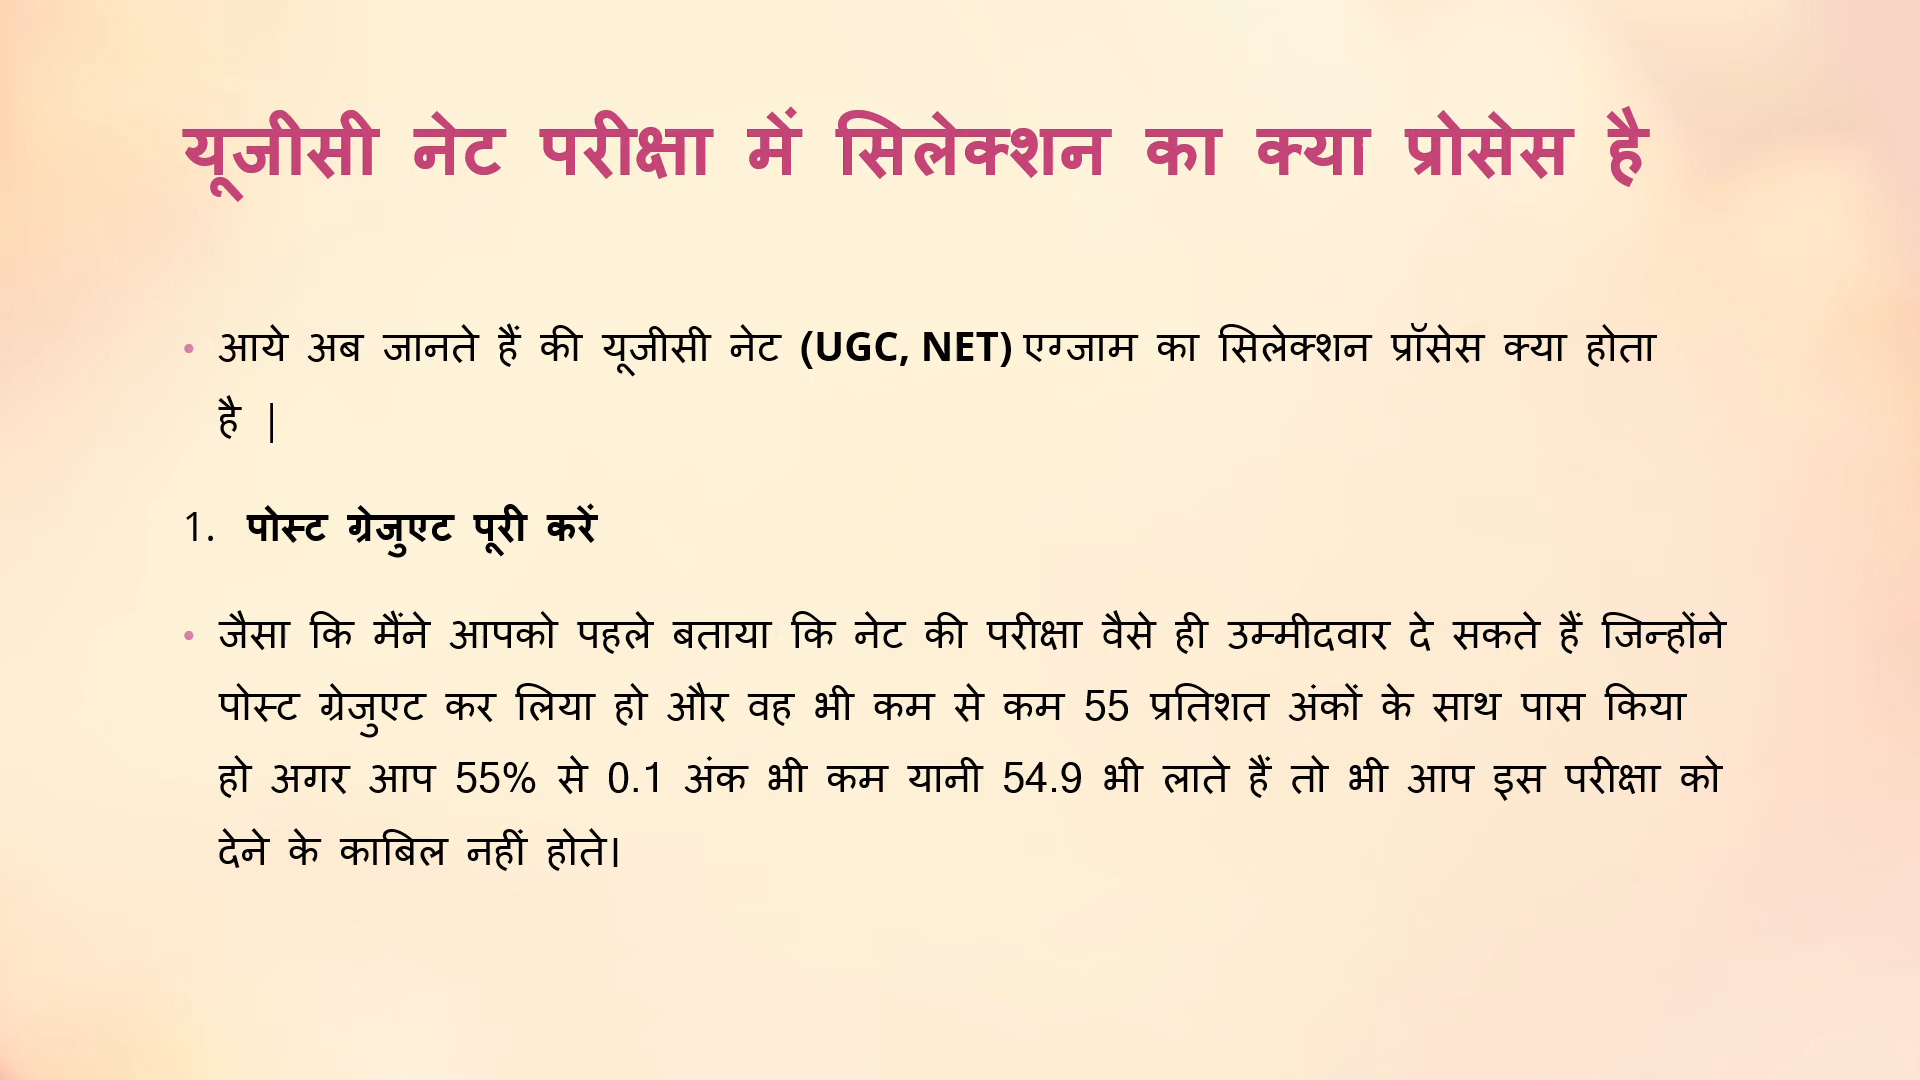 यूजीसी नेट परीक्षा में सिलेक्शन का क्या प्रोसेस है
• आये अब जानते हैं की यूजीसी नेट (UGC, NET) एग्जाम का सिलेक्शन प्रॉसेस क्या होता
है |
1. पोस्ट ग्रेजुएट पूरी करें
• जैसा कि मैंने आपको पहले बताया कि नेट की परीक्षा वैसे ही उम्मीदवार दे सकते हैं जिन्होंने
पोस्ट ग्रेजुएट कर लिया हो और वह भी कम से कम 55 प्रतिशत अंकों के साथ पास किया
हो अगर आप 55% से 0.1 अंक भी कम यानी 54.9 भी लाते हैं तो भी आप इस परीक्षा को
देने के काबिल नहीं होते।